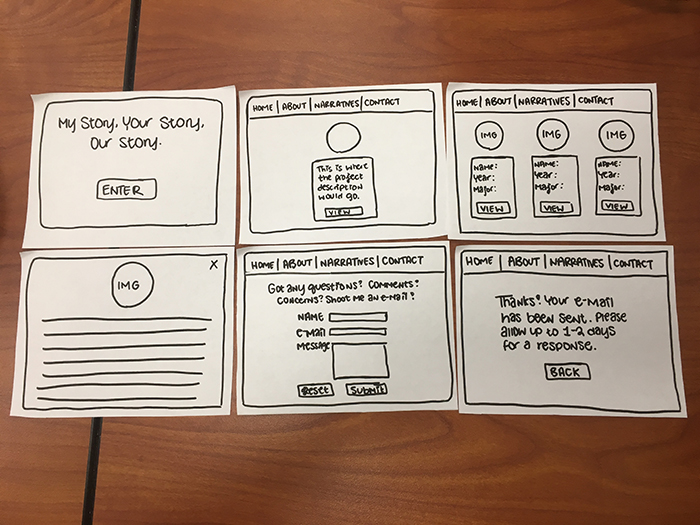 My Story, Your Story,
Our Story.
ENTER
HOME | ABOUT | NARRATIVES | CONTACT
This is where
the project
description
would go.
VIEW
HOME | ABOUT | NARRATIVES | CONTACT
IMG IMG IMG
Name: Name: Name:
Year: Year: Year:
Major: Major: Major:
VIEW VIEW VIEW
X
IMG
HOME | ABOUT | NARRATIVES | CONTACT
Got any questions? Comments?
Concerns? Shoot me an e-mail!
NAME
e-mail
Message
Reset Submit
HOME | ABOUT | NARRATIVES | CONTACT
Thanks! Your e-mail
has been sent. Please
allow up to 1-2 days
for a response.
BACK